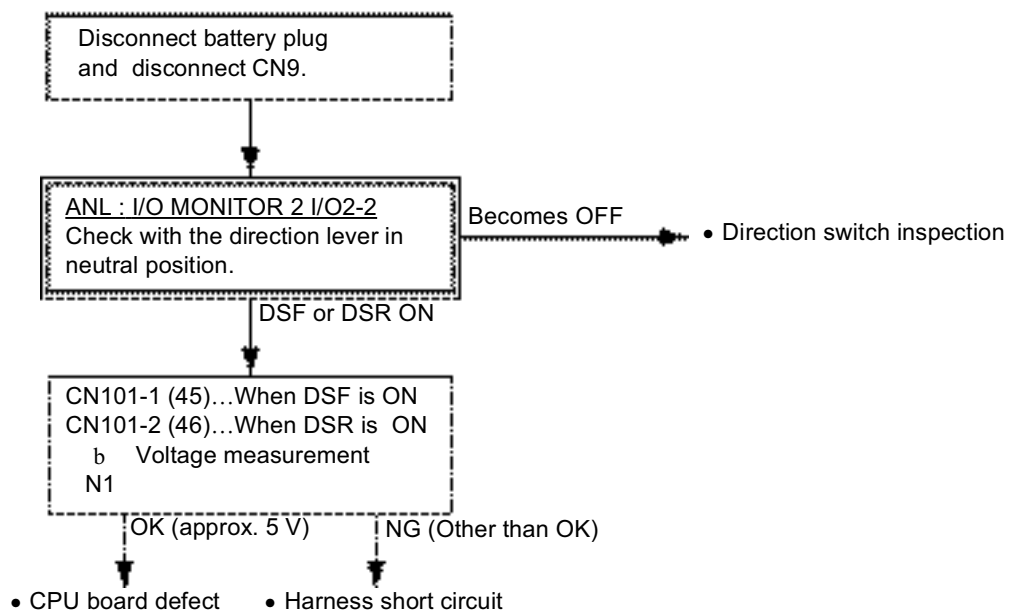 Disconnect battery plug
and disconnect CN9.
ANL : I/O MONITOR 2 I/O2-2
Check with the direction lever in
neutral position.
Becomes OFF
• Direction switch inspection
DSF or DSR ON
CN101-1 (45)...When DSF is ON
CN101-2 (46)...When DSR is ON
b Voltage measurement
N1
OK (approx. 5 V)
NG (Other than OK)
• CPU board defect
• Harness short circuit